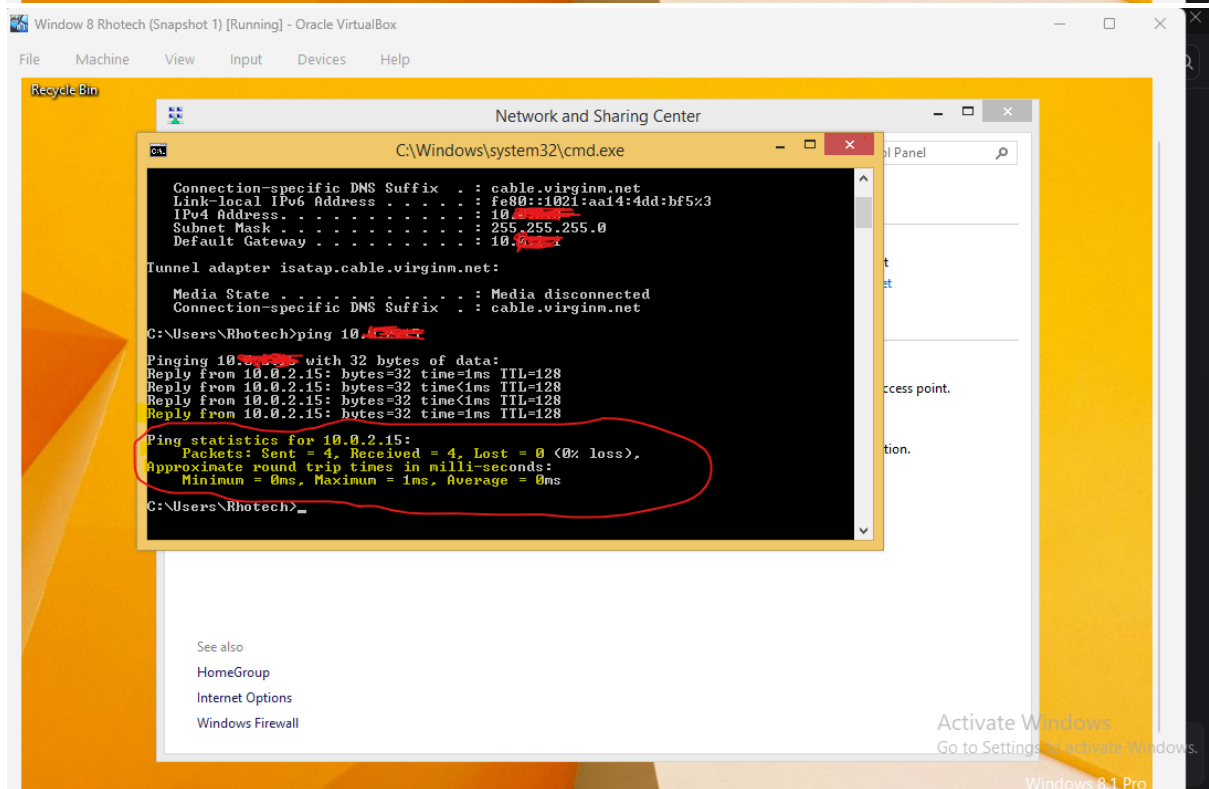 Window 8 Rhotech (Snapshot 1) [Running] - Oracle VirtualBox
File Machine View Input Devices Help
Recycle Bin
Network and Sharing Center
C:\Windows\system32\cmd.exe
ol Panel
Connection-specific DNS Suffix . : cable.virginm.net
Link-local IPv6 Address . . . . . : fe80::1021:aa14:4dd:bf5%3
IPv4 Address. . . . . . . . . . . : 10.
Subnet Mask . . . . . . . . . . . : 255.255.255.0
Default Gateway . . . . . . . . . : 10.
Tunnel adapter isatap.cable.virginm.net:
t
et
Media State . . . . . . . . . . . : Media disconnected
Connection-specific DNS Suffix . : cable.virginm.net
C:\Users\Rhotech>ping 10.
Pinging 10. with 32 bytes of data:
Reply from 10.0.2.15: bytes=32 time=1ms TTL=128
Reply from 10.0.2.15: bytes=32 time<1ms TTL=128
Reply from 10.0.2.15: bytes=32 time<1ms TTL=128
Reply from 10.0.2.15: bytes=32 time=1ms TTL=128
ccess point.
Ping statistics for 10.0.2.15:
Packets: Sent = 4, Received = 4, Lost = 0 (0% loss),
Approximate round trip times in milli-seconds:
Minimum = 0ms, Maximum = 1ms, Average = 0ms
tion.
C:\Users\Rhotech>_
See also
HomeGroup
Internet Options
Windows Firewall
Activate Windows
Go to Settings to activate Windows.
Windows 8.1 Pro